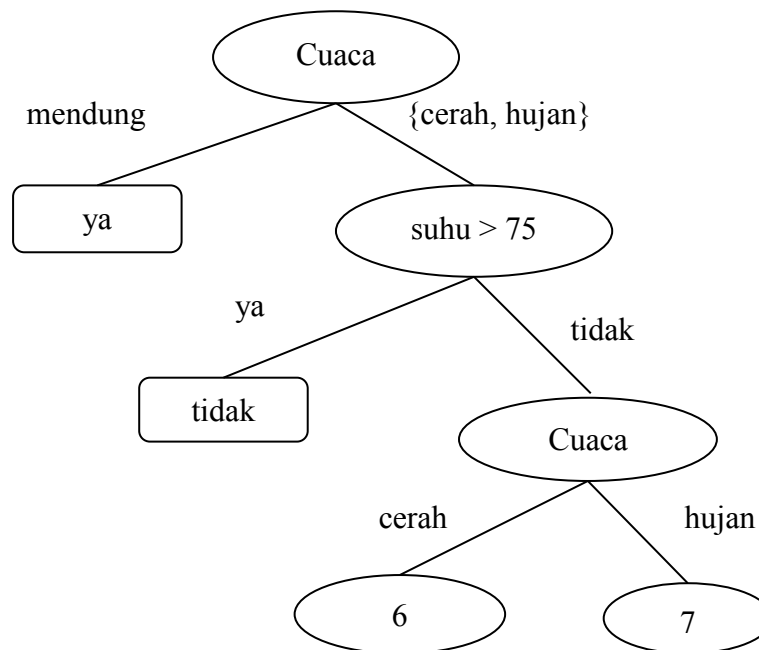 Cuaca
mendung
{cerah, hujan}
ya
suhu > 75
ya
tidak
tidak
Cuaca
cerah
hujan
6
7